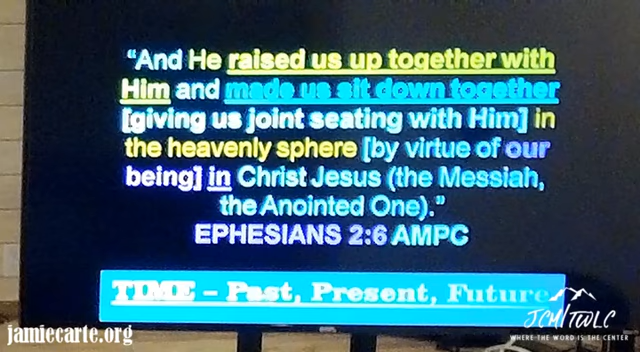 “And He raised us up together with
Him and made us sit down together
[giving us joint seating with Him] in
the heavenly sphere [by virtue of our
being] in Christ Jesus (the Messiah,
the Anointed One).”
EPHESIANS 2:6 AMPC
TIME – Past, Present, Future
JCM|TWLC
WHERE THE WORD IS THE CENTER
jamiecarte.org